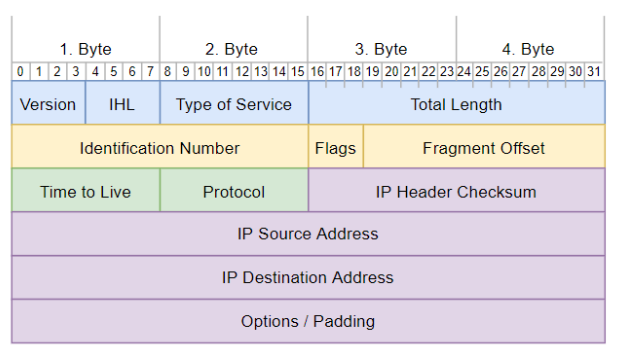 1. Byte 2. Byte 3. Byte 4. Byte
0 1 2 3 4 5 6 7 8 9 10 11 12 13 14 15 16 17 18 19 20 21 22 23 24 25 26 27 28 29 30 31
Version IHL Type of Service Total Length
Identification Number Flags Fragment Offset
Time to Live Protocol IP Header Checksum
IP Source Address
IP Destination Address
Options / Padding